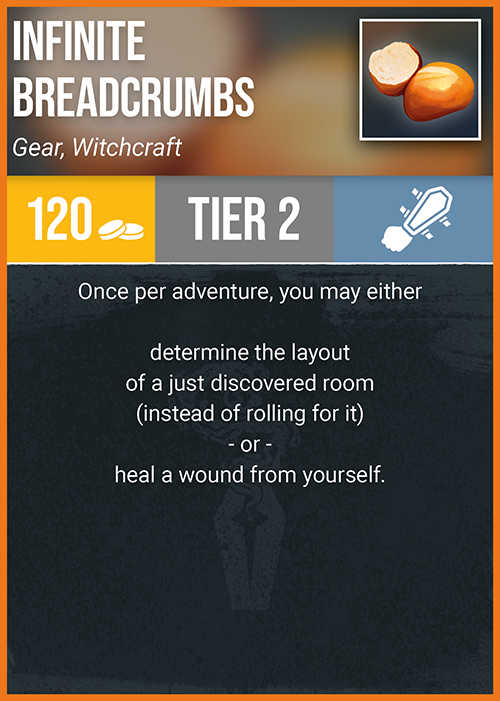 INFINITE
BREADCRUMBS
Gear, Witchcraft
120
TIER 2
Once per adventure, you may either
determine the layout
of a just discovered room
(instead of rolling for it)
- or -
heal a wound from yourself.